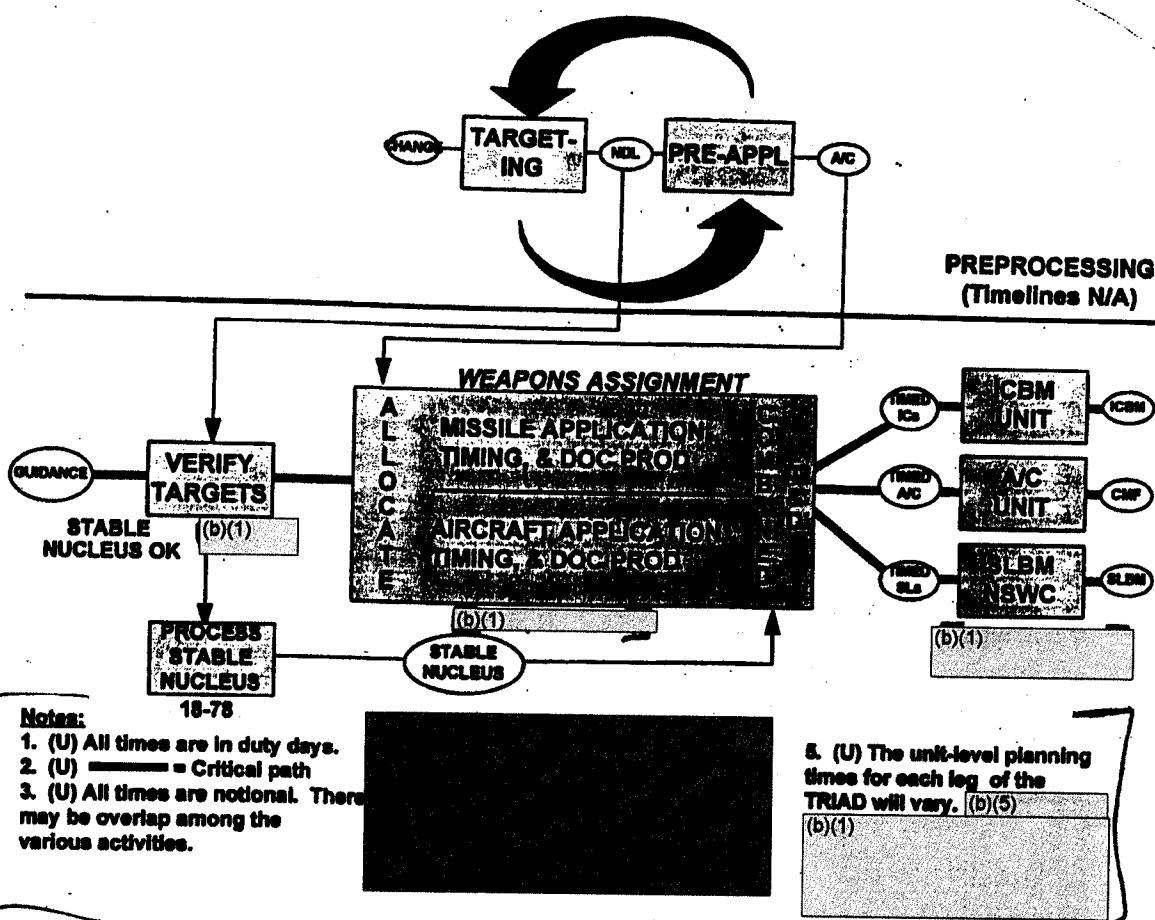 CHANGE
TARGET-
ING
NDL
PRE-APPL
A/C
PREPROCESSING
(Timelines N/A)
WEAPONS ASSIGNMENT
ALLOCATE
MISSILE APPLICATION,
TIMING, & DOC PROD
AIRCRAFT APPLICATION,
TIMING, & DOC PROD
GUIDANCE
VERIFY
TARGETS
STABLE
NUCLEUS OK
(b)(1)
PROCESS
STABLE
NUCLEUS
18-78
(b)(1)
STABLE
NUCLEUS
TIMED
ICs
ICBM
UNIT
ICBM
TIMED
A/C
A/C
UNIT
CMF
TIMED
SLs
SLBM
NSWC
SLBM
(b)(1)
Notes:
1. (U) All times are in duty days.
2. (U) = Critical path
3. (U) All times are notional. There
may be overlap among the
various activities.
5. (U) The unit-level planning
times for each leg of the
TRIAD will vary. (b)(5)
(b)(1)